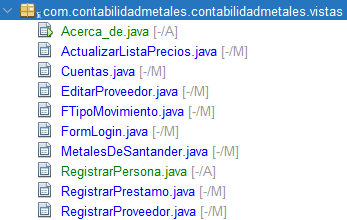 com.contabilidadmetales.contabilidadmetales.vistas
Acerca_de.java [-/A]
ActualizarListaPrecios.java [-/M]
Cuentas.java [-/M]
EditarProveedor.java [-/M]
FTipoMovimiento.java [-/M]
FormLogin.java [-/M]
MetalesDeSantander.java [-/M]
RegistrarPersona.java [-/A]
RegistrarPrestamo.java [-/M]
RegistrarProveedor.java [-/M]